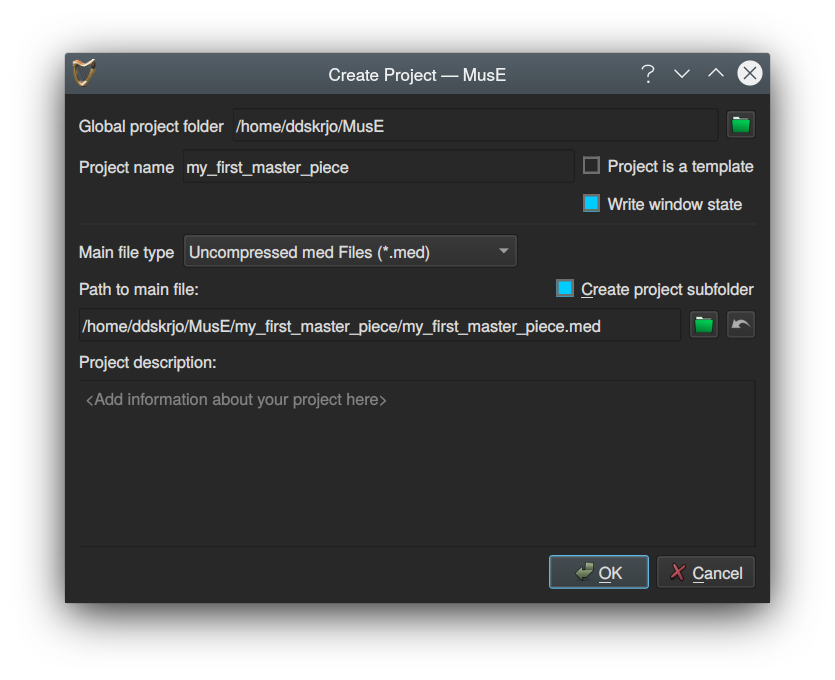 Create Project — MusE
Global project folder /home/ddskrjo/MusE
Project name my_first_master_piece Project is a template
Write window state
Main file type Uncompressed med Files (*.med)
Path to main file: Create project subfolder
/home/ddskrjo/MusE/my_first_master_piece/my_first_master_piece.med
Project description:
<Add information about your project here>
OK Cancel